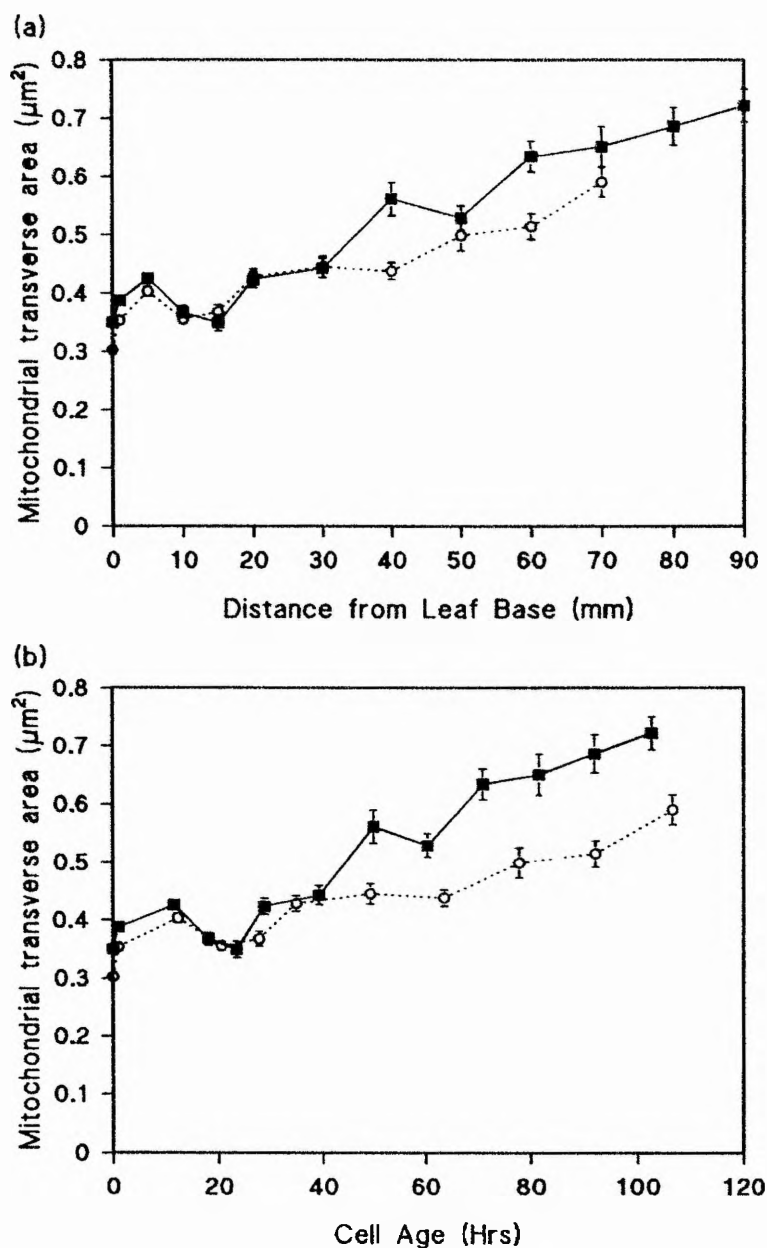 (a)
Mitochondrial transverse area (µm²)
0.8
0.7
0.6
0.5
0.4
0.3
0.2
0.1
0
0 10 20 30 40 50 60 70 80 90
Distance from Leaf Base (mm)
(b)
Mitochondrial transverse area (µm²)
0.8
0.7
0.6
0.5
0.4
0.3
0.2
0.1
0
0 20 40 60 80 100 120
Cell Age (Hrs)